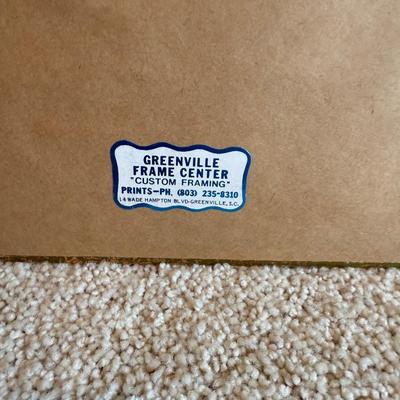 GREENVILLE
FRAME CENTER
"CUSTOM FRAMING"
PRINTS—PH. (803) 235-8310
14 WADE HAMPTON BLVD-GREENVILLE, S.C.